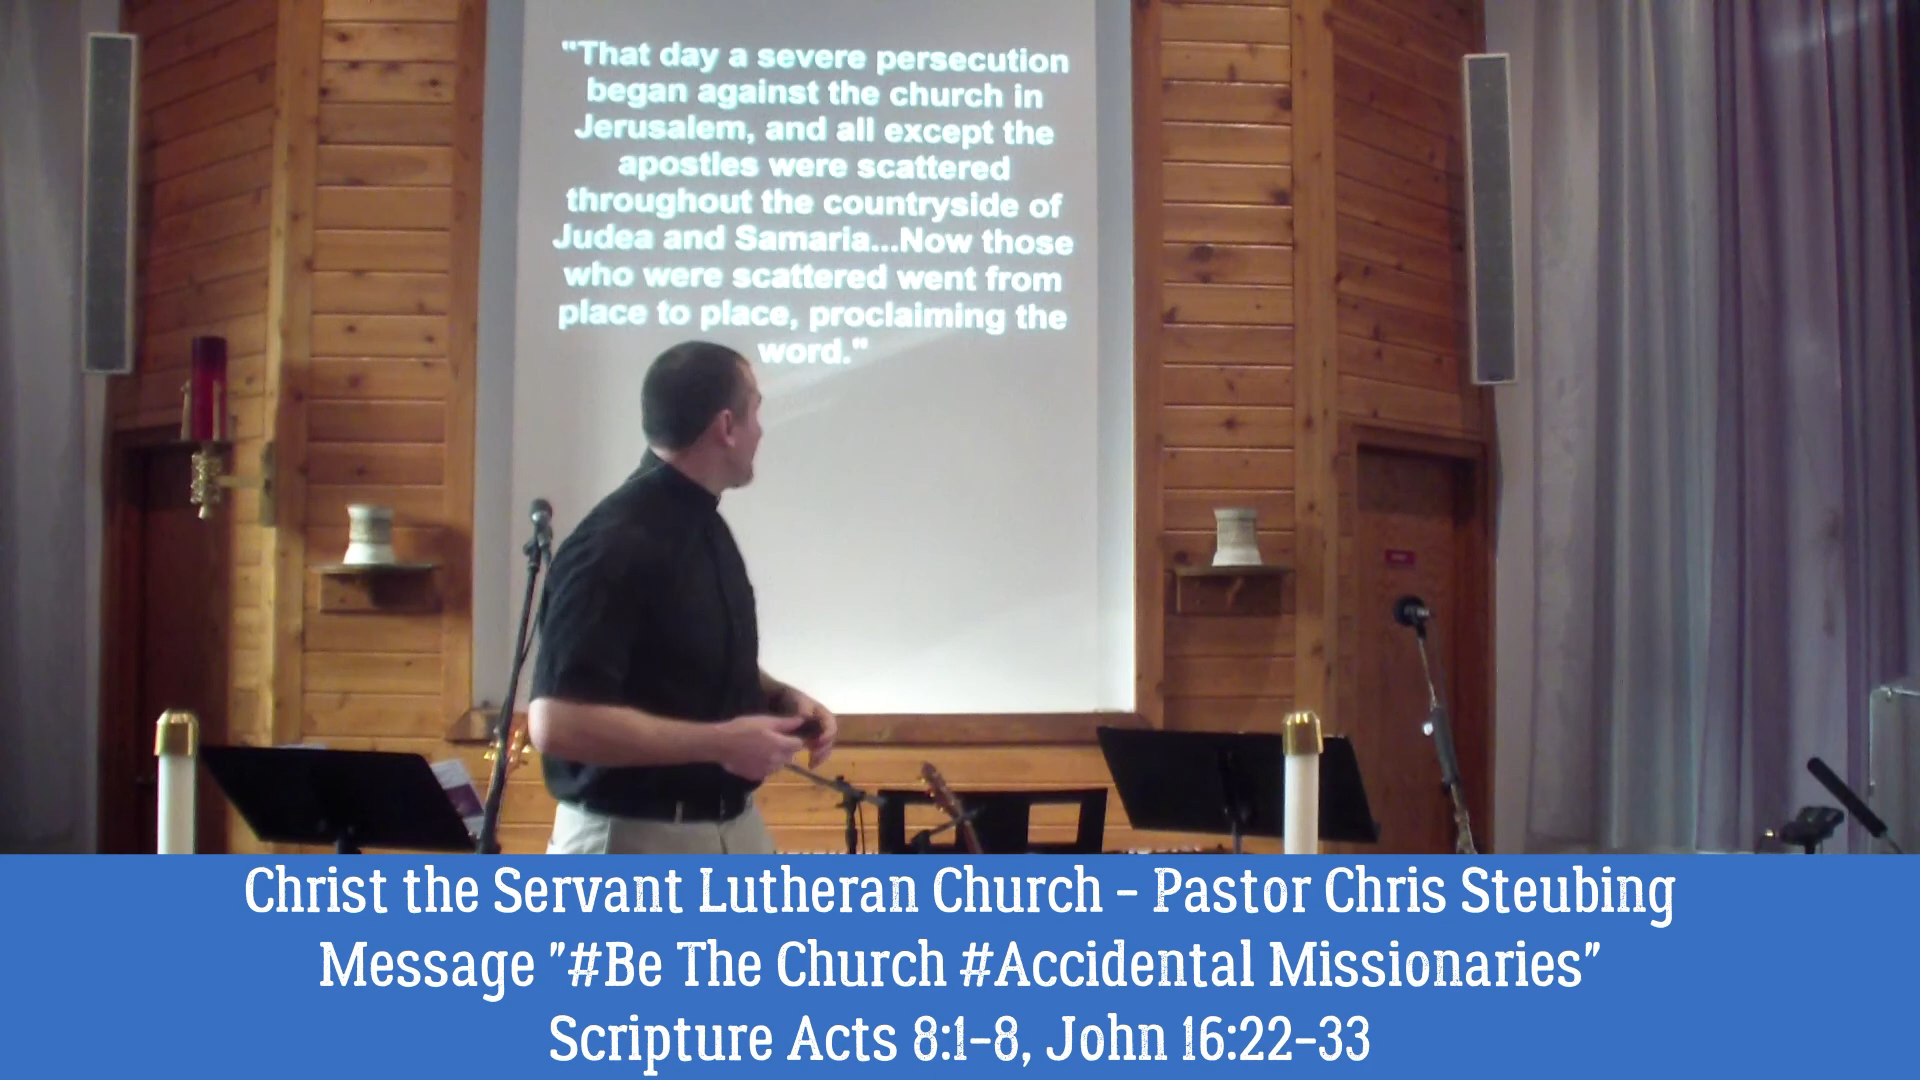 "That day a severe persecution
began against the church in
Jerusalem, and all except the
apostles were scattered
throughout the countryside of
Judea and Samaria...Now those
who were scattered went from
place to place, proclaiming the
word."
Christ the Servant Lutheran Church - Pastor Chris Steubing
Message "#Be The Church #Accidental Missionaries"
Scripture Acts 8:1-8, John 16:22-33